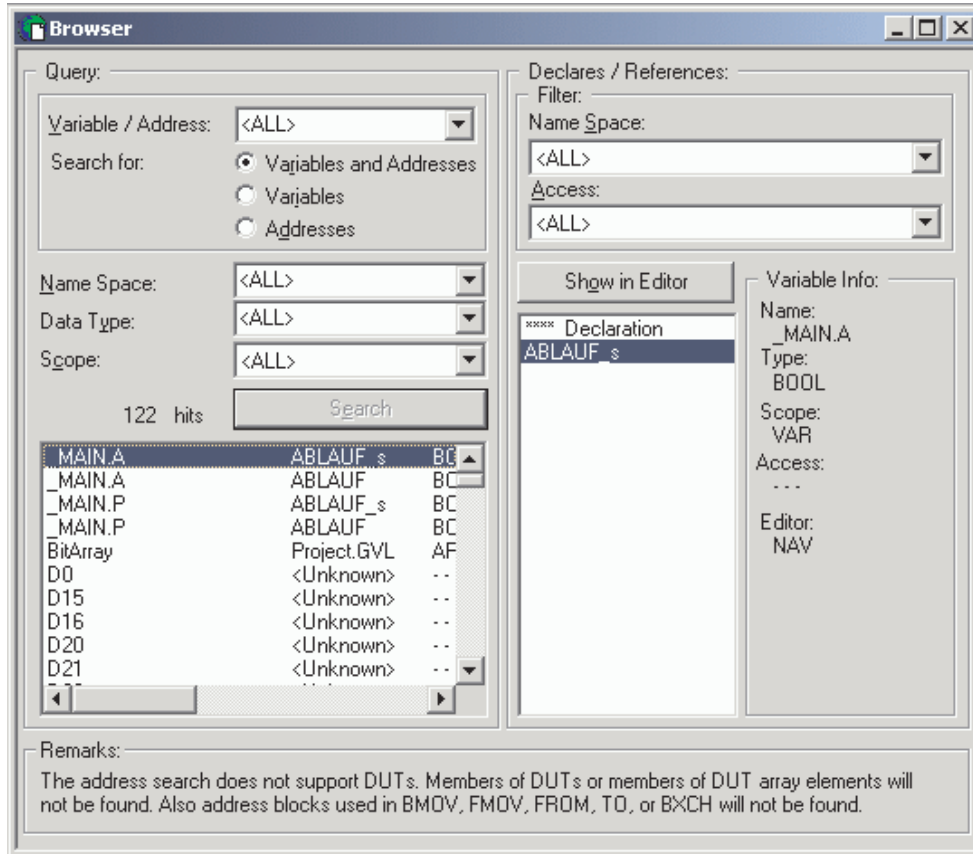 Browser
Query:
Variable / Address: <ALL>
Search for: Variables and Addresses
Variables
Addresses
Name Space: <ALL>
Data Type: <ALL>
Scope: <ALL>
122 hits Search
_MAIN.A ABLAUF_s BO
_MAIN.A ABLAUF BO
_MAIN.P ABLAUF_s BO
_MAIN.P ABLAUF BO
BitArray Project.GVL AF
D0 <Unknown> - -
D15 <Unknown> - -
D16 <Unknown> - -
D20 <Unknown> - -
D21 <Unknown> - -
Declares / References:
Filter:
Name Space:
<ALL>
Access:
<ALL>
Show in Editor
**** Declaration
ABLAUF_s
Variable Info:
Name:
_MAIN.A
Type:
BOOL
Scope:
VAR
Access:
- - -
Editor:
NAV
Remarks:
The address search does not support DUTs. Members of DUTs or members of DUT array elements will
not be found. Also address blocks used in BMOV, FMOV, FROM, TO, or BXCH will not be found.